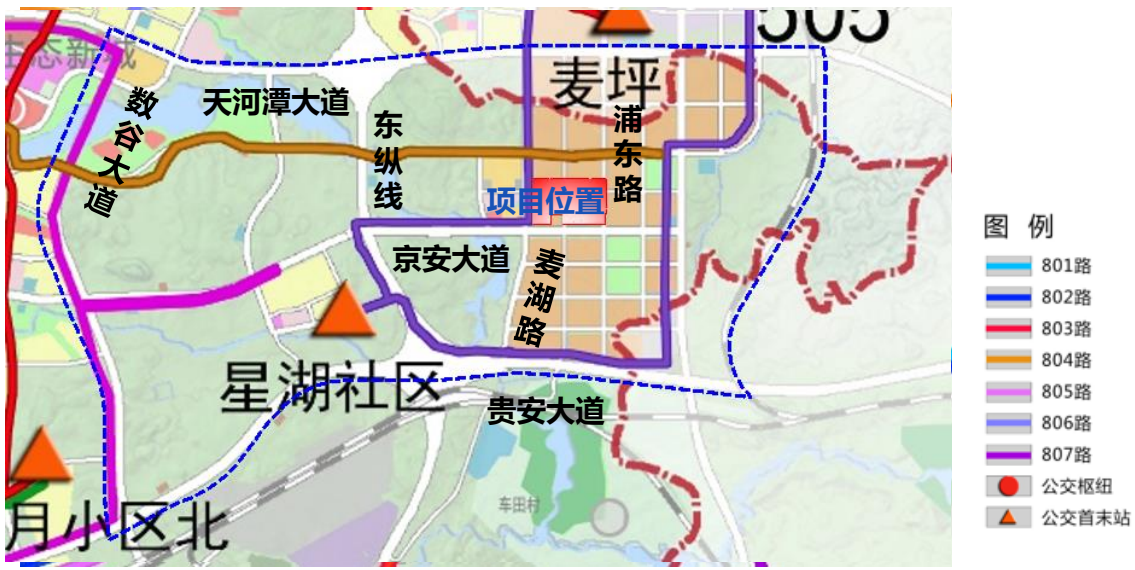 505
生态新城
麦坪
数谷大道
天河潭大道
东纵线
浦东路
项目位置
京安大道
麦湖路
星湖社区
贵安大道
车田村
月小区北
图 例
801路
802路
803路
804路
805路
806路
807路
公交枢纽
公交首末站